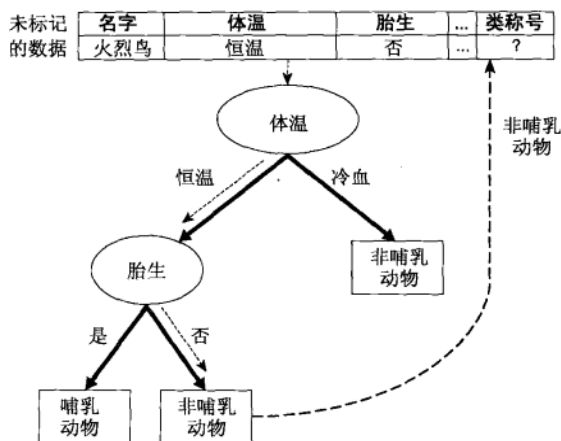 未标记的数据
名字 体温 胎生 ... 类称号
火烈鸟 恒温 否 ... ?
体温
非哺乳动物
恒温
冷血
胎生
非哺乳动物
是
否
哺乳动物
非哺乳动物